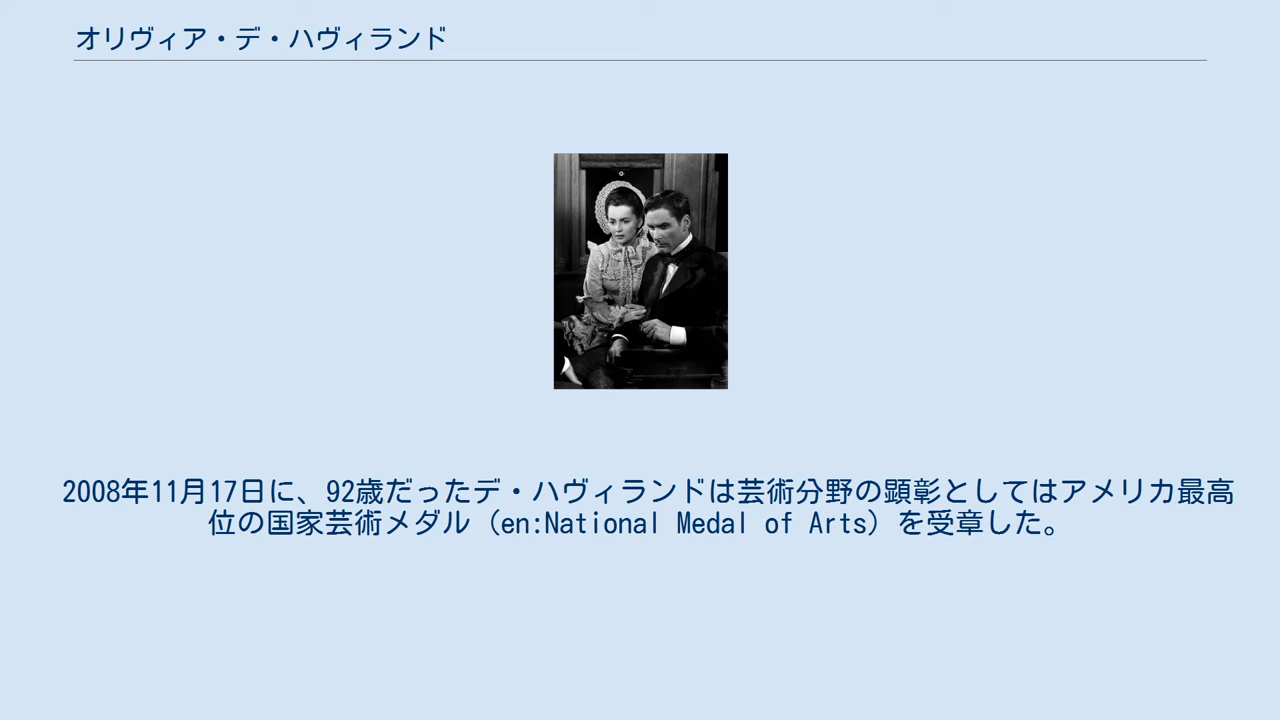 オリヴィア・デ・ハヴィランド
2008年11月17日に、92歳だったデ・ハヴィランドは芸術分野の顕彰としてはアメリカ最高
位の国家芸術メダル（en:National Medal of Arts）を受章した。